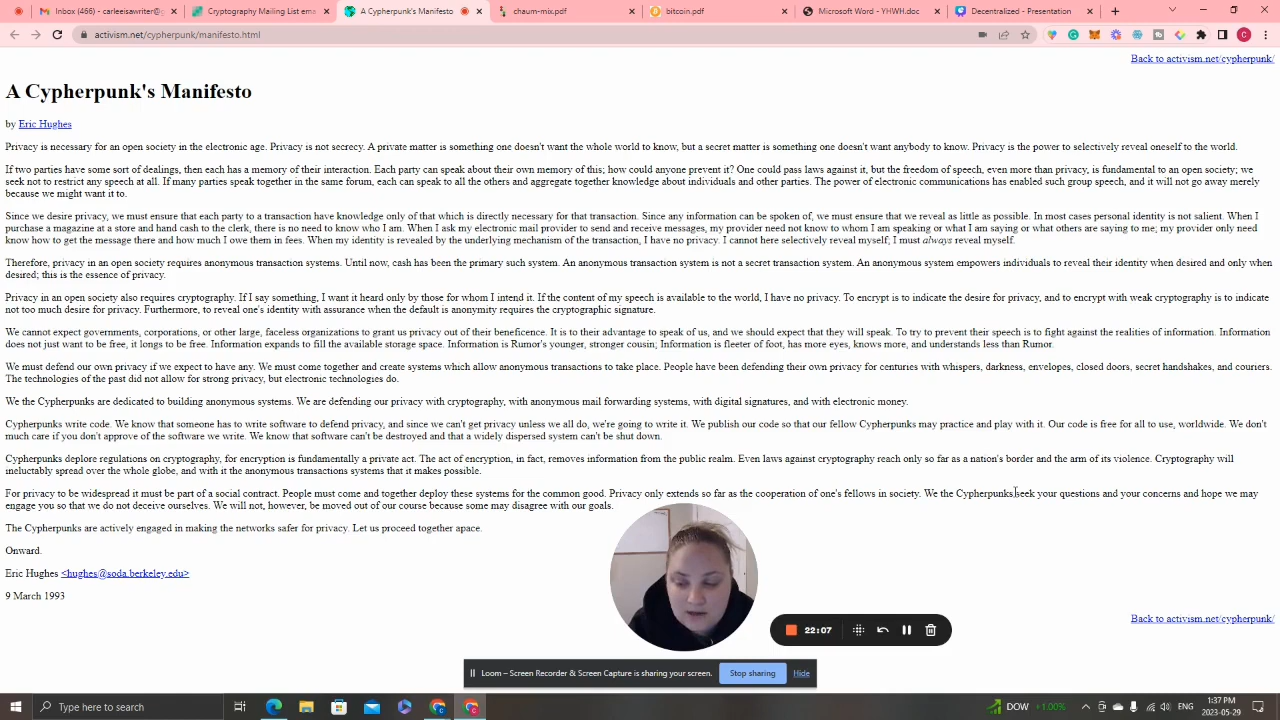 Inbox (466) - carleeisawriter@g
Cryptography Mailing List ema
A Cypherpunk's Manifesto
chaum-mix.pdf
bitcoin.pdf
Microsoft Word - YHWH.doc
Decentralized - Presentation
activism.net/cypherpunk/manifesto.html
C
Back to activism.net/cypherpunk/
A Cypherpunk's Manifesto
by Eric Hughes
Privacy is necessary for an open society in the electronic age. Privacy is not secrecy. A private matter is something one doesn't want the whole world to know, but a secret matter is something one doesn't want anybody to know. Privacy is the power to selectively reveal oneself to the world.
If two parties have some sort of dealings, then each has a memory of their interaction. Each party can speak about their own memory of this; how could anyone prevent it? One could pass laws against it, but the freedom of speech, even more than privacy, is fundamental to an open society; we
seek not to restrict any speech at all. If many parties speak together in the same forum, each can speak to all the others and aggregate together knowledge about individuals and other parties. The power of electronic communications has enabled such group speech, and it will not go away merely
because we might want it to.
Since we desire privacy, we must ensure that each party to a transaction have knowledge only of that which is directly necessary for that transaction. Since any information can be spoken of, we must ensure that we reveal as little as possible. In most cases personal identity is not salient. When I
purchase a magazine at a store and hand cash to the clerk, there is no need to know who I am. When I ask my electronic mail provider to send and receive messages, my provider need not know to whom I am speaking or what I am saying or what others are saying to me; my provider only need
know how to get the message there and how much I owe them in fees. When my identity is revealed by the underlying mechanism of the transaction, I have no privacy. I cannot here selectively reveal myself; I must always reveal myself.
Therefore, privacy in an open society requires anonymous transaction systems. Until now, cash has been the primary such system. An anonymous transaction system is not a secret transaction system. An anonymous system empowers individuals to reveal their identity when desired and only when
desired; this is the essence of privacy.
Privacy in an open society also requires cryptography. If I say something, I want it heard only by those for whom I intend it. If the content of my speech is available to the world, I have no privacy. To encrypt is to indicate the desire for privacy, and to encrypt with weak cryptography is to indicate
not too much desire for privacy. Furthermore, to reveal one's identity with assurance when the default is anonymity requires the cryptographic signature.
We cannot expect governments, corporations, or other large, faceless organizations to grant us privacy out of their beneficence. It is to their advantage to speak of us, and we should expect that they will speak. To try to prevent their speech is to fight against the realities of information. Information
does not just want to be free, it longs to be free. Information expands to fill the available storage space. Information is Rumor's younger, stronger cousin; Information is fleeter of foot, has more eyes, knows more, and understands less than Rumor.
We must defend our own privacy if we expect to have any. We must come together and create systems which allow anonymous transactions to take place. People have been defending their own privacy for centuries with whispers, darkness, envelopes, closed doors, secret handshakes, and couriers.
The technologies of the past did not allow for strong privacy, but electronic technologies do.
We the Cypherpunks are dedicated to building anonymous systems. We are defending our privacy with cryptography, with anonymous mail forwarding systems, with digital signatures, and with electronic money.
Cypherpunks write code. We know that someone has to write software to defend privacy, and since we can't get privacy unless we all do, we're going to write it. We publish our code so that our fellow Cypherpunks may practice and play with it. Our code is free for all to use, worldwide. We don't
much care if you don't approve of the software we write. We know that software can't be destroyed and that a widely dispersed system can't be shut down.
Cypherpunks deplore regulations on cryptography, for encryption is fundamentally a private act. The act of encryption, in fact, removes information from the public realm. Even laws against cryptography reach only so far as a nation's border and the arm of its violence. Cryptography will
ineluctably spread over the whole globe, and with it the anonymous transactions systems that it makes possible.
For privacy to be widespread it must be part of a social contract. People must come and together deploy these systems for the common good. Privacy only extends so far as the cooperation of one's fellows in society. We the Cypherpunks seek your questions and your concerns and hope we may
engage you so that we do not deceive ourselves. We will not, however, be moved out of our course because some may disagree with our goals.
The Cypherpunks are actively engaged in making the networks safer for privacy. Let us proceed together apace.
Onward.
Eric Hughes <hughes@soda.berkeley.edu>
9 March 1993
Back to activism.net/cypherpunk/
22:07
Loom – Screen Recorder & Screen Capture is sharing your screen.
Stop sharing
Hide
Type here to search
DOW +1.00%
ENG
1:37 PM
2023-05-29